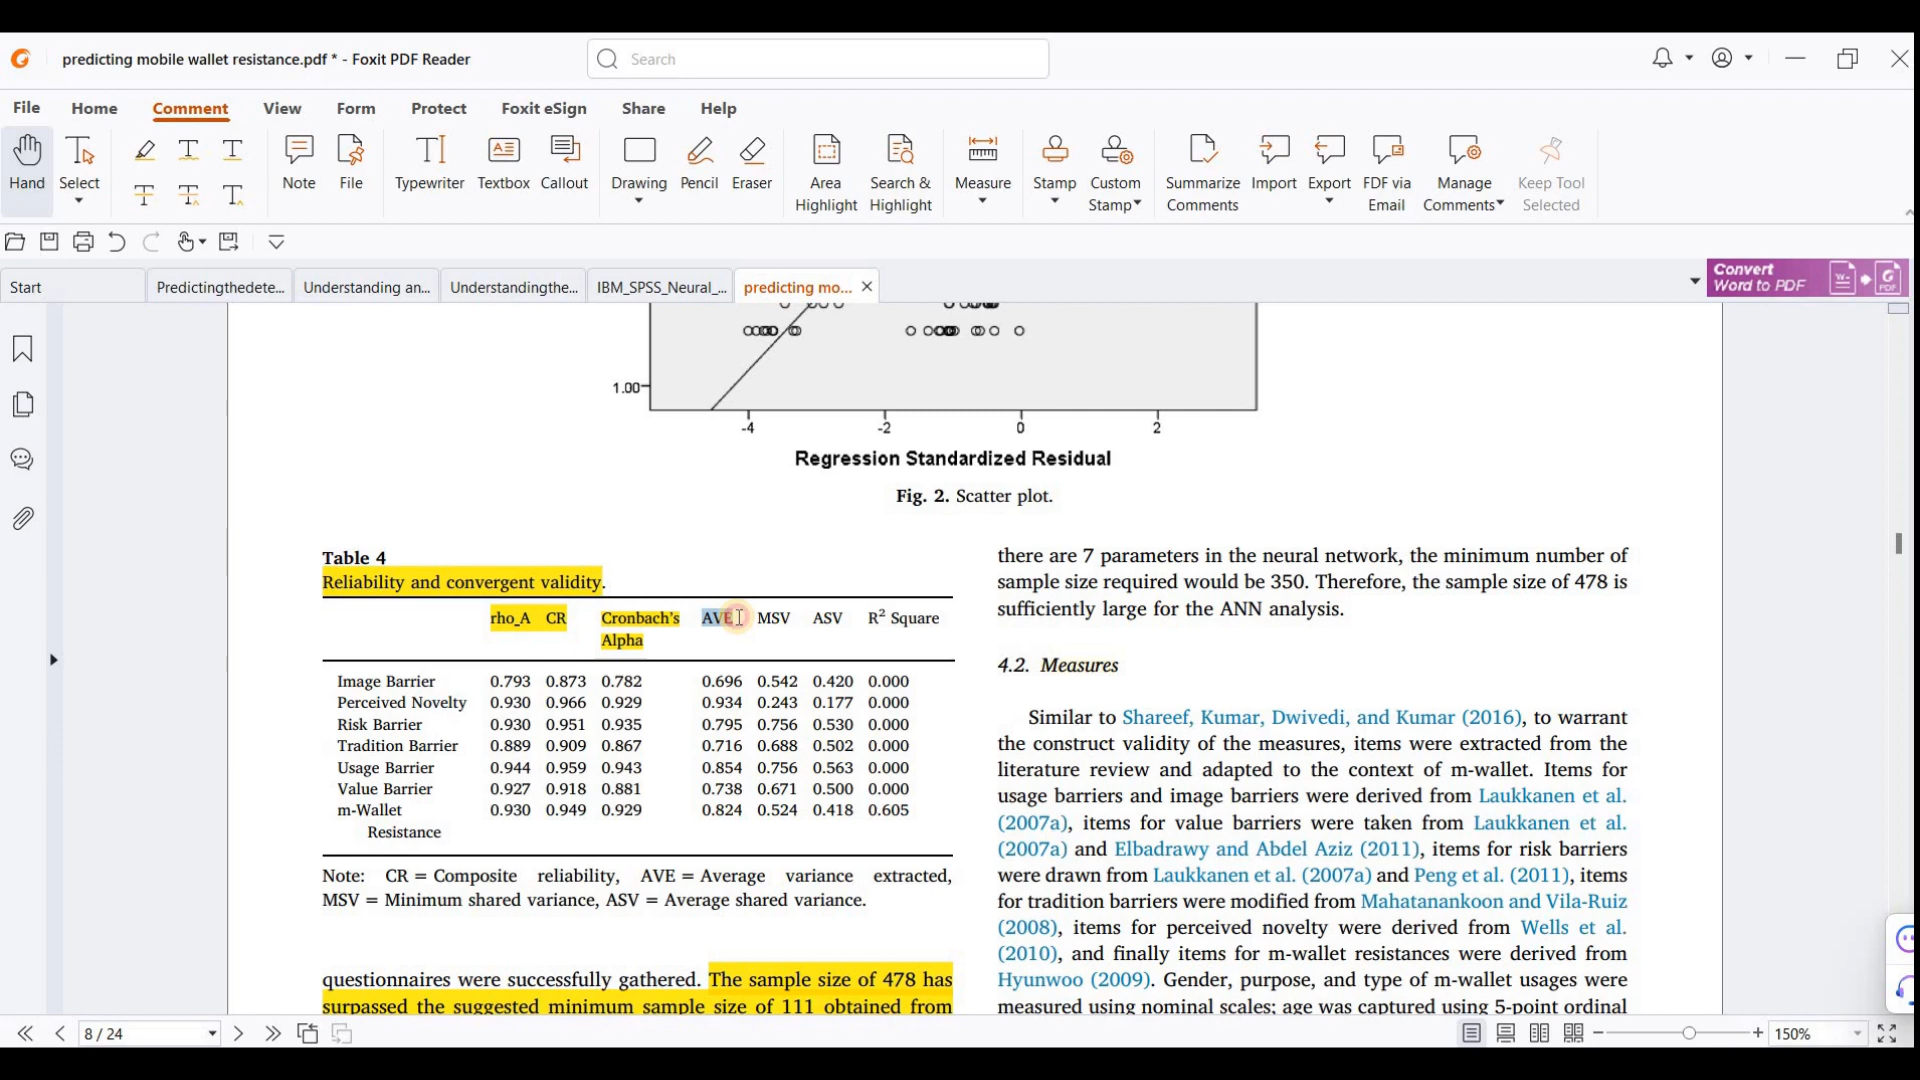 predicting mobile wallet resistance.pdf * - Foxit PDF Reader
Search
File Home Comment View Form Protect Foxit eSign Share Help
Hand Select Note File Typewriter Textbox Callout Drawing Pencil Eraser Area Highlight Search & Highlight Measure Stamp Custom Stamp Summarize Comments Import Export FDF via Email Manage Comments Keep Tool Selected
Start Predictingthedete... Understanding an... Understandingthe... IBM_SPSS_Neural_... predicting mo...
Convert
Word to PDF
1.00
-4 -2 0 2
Regression Standardized Residual
Fig. 2. Scatter plot.
Table 4
Reliability and convergent validity.
rho_A CR Cronbach's Alpha AVE MSV ASV R² Square
Image Barrier 0.793 0.873 0.782 0.696 0.542 0.420 0.000
Perceived Novelty 0.930 0.966 0.929 0.934 0.243 0.177 0.000
Risk Barrier 0.930 0.951 0.935 0.795 0.756 0.530 0.000
Tradition Barrier 0.889 0.909 0.867 0.716 0.688 0.502 0.000
Usage Barrier 0.944 0.959 0.943 0.854 0.756 0.563 0.000
Value Barrier 0.927 0.918 0.881 0.738 0.671 0.500 0.000
m-Wallet 0.930 0.949 0.929 0.824 0.524 0.418 0.605
Resistance
Note: CR = Composite reliability, AVE = Average variance extracted,
MSV = Minimum shared variance, ASV = Average shared variance.
questionnaires were successfully gathered. The sample size of 478 has
surpassed the suggested minimum sample size of 111 obtained from
there are 7 parameters in the neural network, the minimum number of
sample size required would be 350. Therefore, the sample size of 478 is
sufficiently large for the ANN analysis.
4.2. Measures
Similar to Shareef, Kumar, Dwivedi, and Kumar (2016), to warrant
the construct validity of the measures, items were extracted from the
literature review and adapted to the context of m-wallet. Items for
usage barriers and image barriers were derived from Laukkanen et al.
(2007a), items for value barriers were taken from Laukkanen et al.
(2007a) and Elbadrawy and Abdel Aziz (2011), items for risk barriers
were drawn from Laukkanen et al. (2007a) and Peng et al. (2011), items
for tradition barriers were modified from Mahatanankoon and Vila-Ruiz
(2008), items for perceived novelty were derived from Wells et al.
(2010), and finally items for m-wallet resistances were derived from
Hyunwoo (2009). Gender, purpose, and type of m-wallet usages were
measured using nominal scales; age was captured using 5-point ordinal
8 / 24
150%